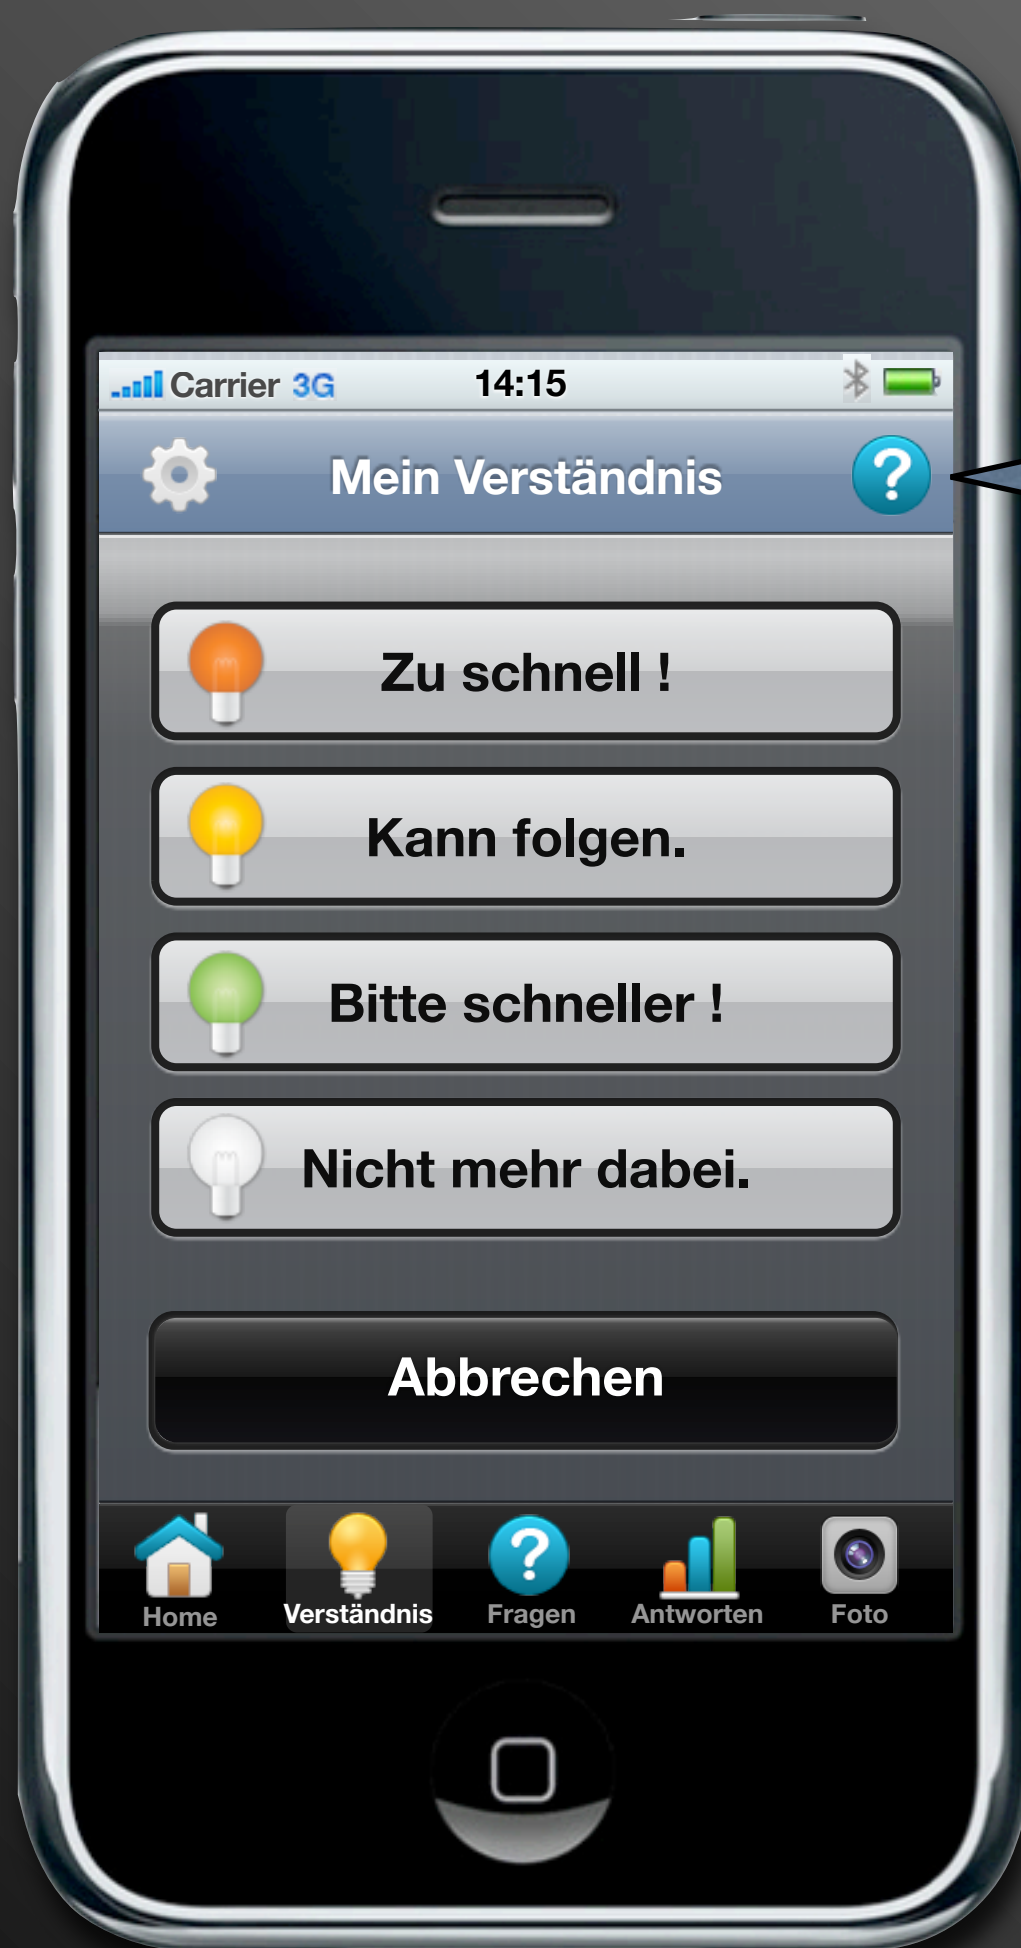 Carrier 3G 14:15
Mein Verständnis ?
Zu schnell !
Kann folgen.
Bitte schneller !
Nicht mehr dabei.
Abbrechen
Home Verständnis ? Fragen Antworten Foto